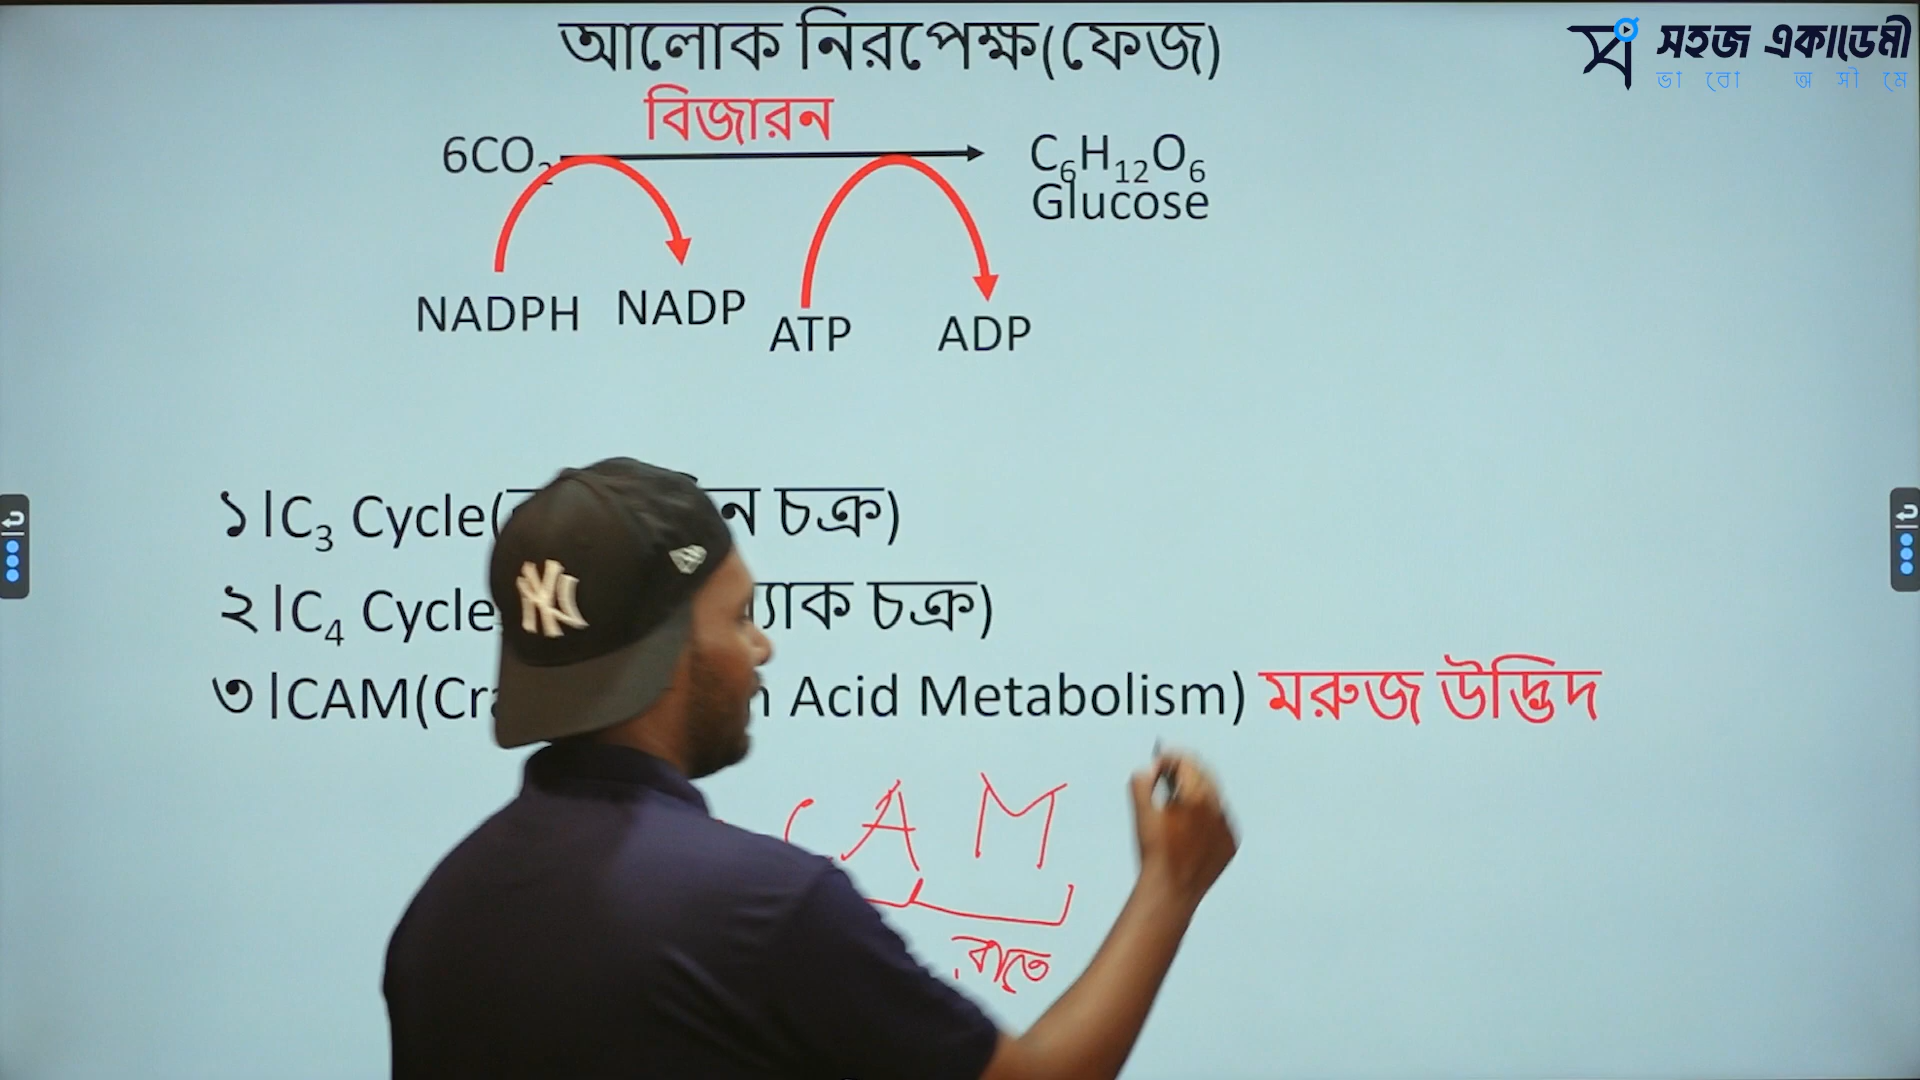 আলোক নিরপেক্ষ(ফেজ)
সহজ একাডেমী
ভাবো অসীমে
বিজারন
6CO₂ C₆H₁₂O₆
Glucose
NADPH NADP ATP ADP
১।C₃ Cycle( চক্র)
২।C₄ Cycle চক্র)
৩।CAM( Acid Metabolism) মরুজ উদ্ভিদ
CAM
রাতে